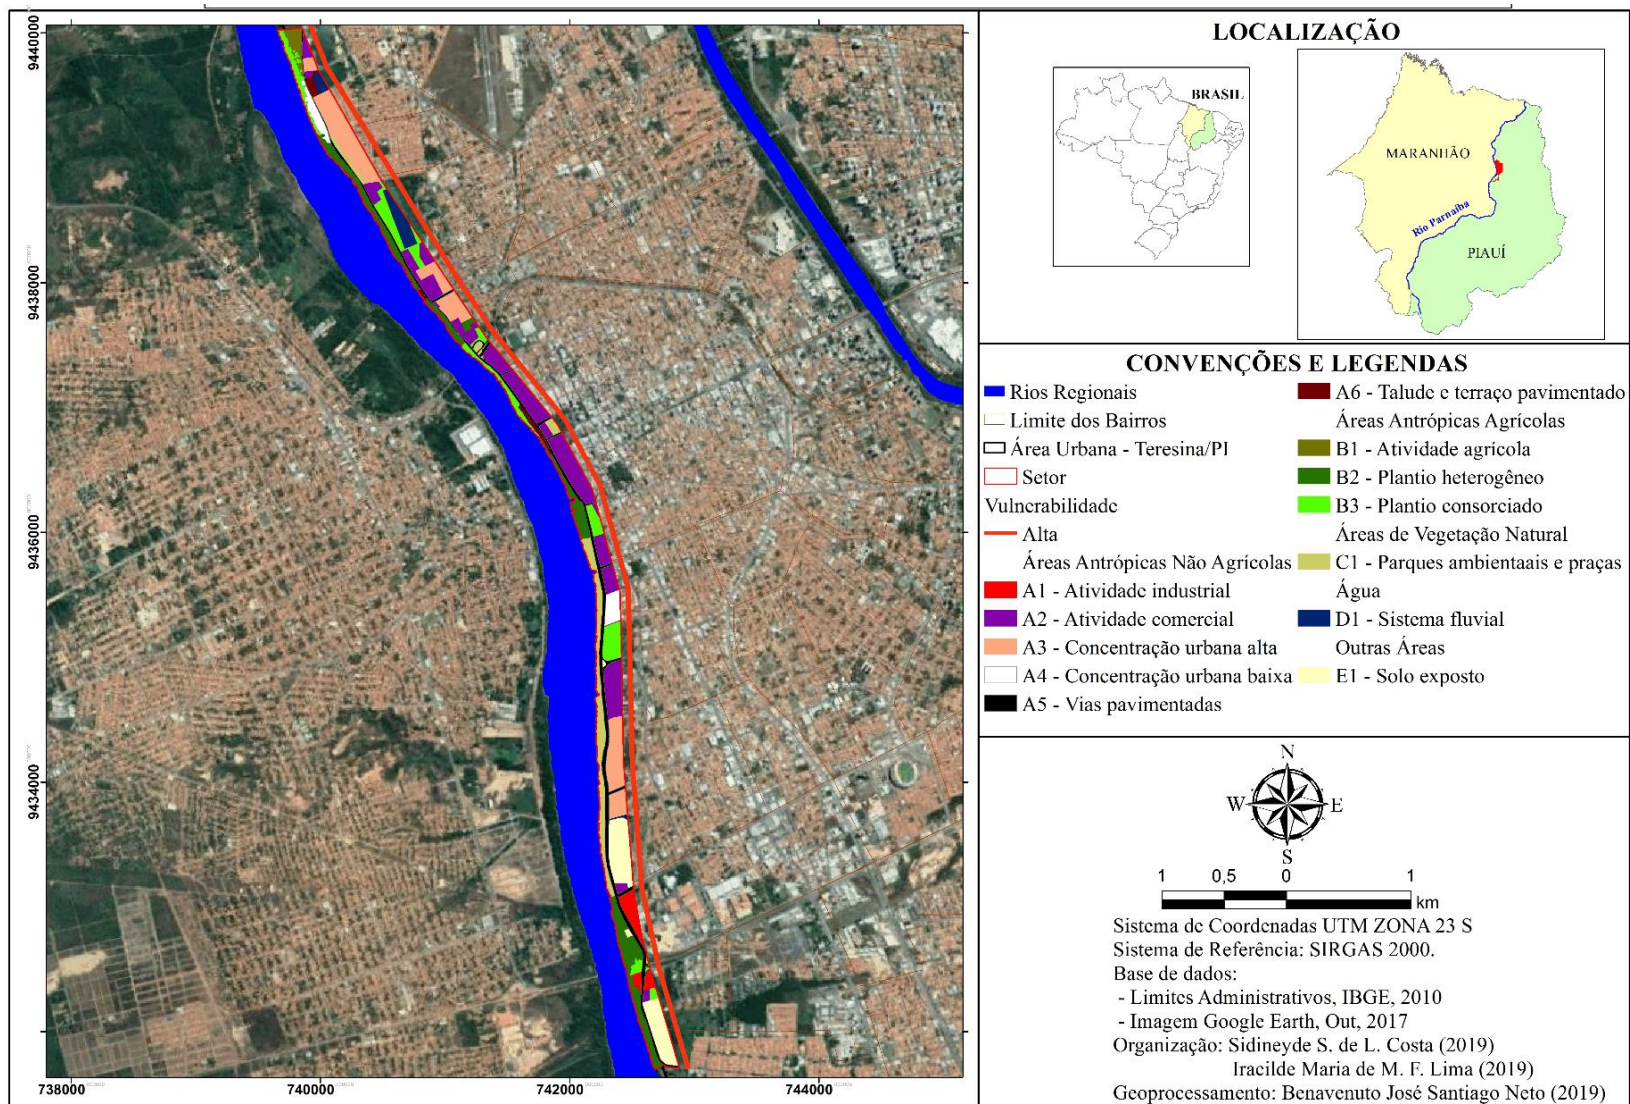 9440000
9438000
9436000
9434000
738000
740000
742000
744000
LOCALIZAÇÃO
BRASIL
MARANHÃO
Rio Parnaíba
PIAUÍ
CONVENÇÕES E LEGENDAS
Rios Regionais
Limite dos Bairros
Área Urbana - Teresina/PI
Setor
Vulnerabilidade
Alta
Áreas Antrópicas Não Agrícolas
A1 - Atividade industrial
A2 - Atividade comercial
A3 - Concentração urbana alta
A4 - Concentração urbana baixa
A5 - Vias pavimentadas
A6 - Talude e terraço pavimentado
Áreas Antrópicas Agrícolas
B1 - Atividade agrícola
B2 - Plantio heterogêneo
B3 - Plantio consorciado
Áreas de Vegetação Natural
C1 - Parques ambientaais e praças
Água
D1 - Sistema fluvial
Outras Áreas
E1 - Solo exposto
N
W E
S
1 0,5 0 1
km
Sistema de Coordenadas UTM ZONA 23 S
Sistema de Referência: SIRGAS 2000.
Base de dados:
- Limites Administrativos, IBGE, 2010
- Imagem Google Earth, Out, 2017
Organização: Sidineyde S. de L. Costa (2019)
Iracilde Maria de M. F. Lima (2019)
Geoprocessamento: Benavenuto José Santiago Neto (2019)